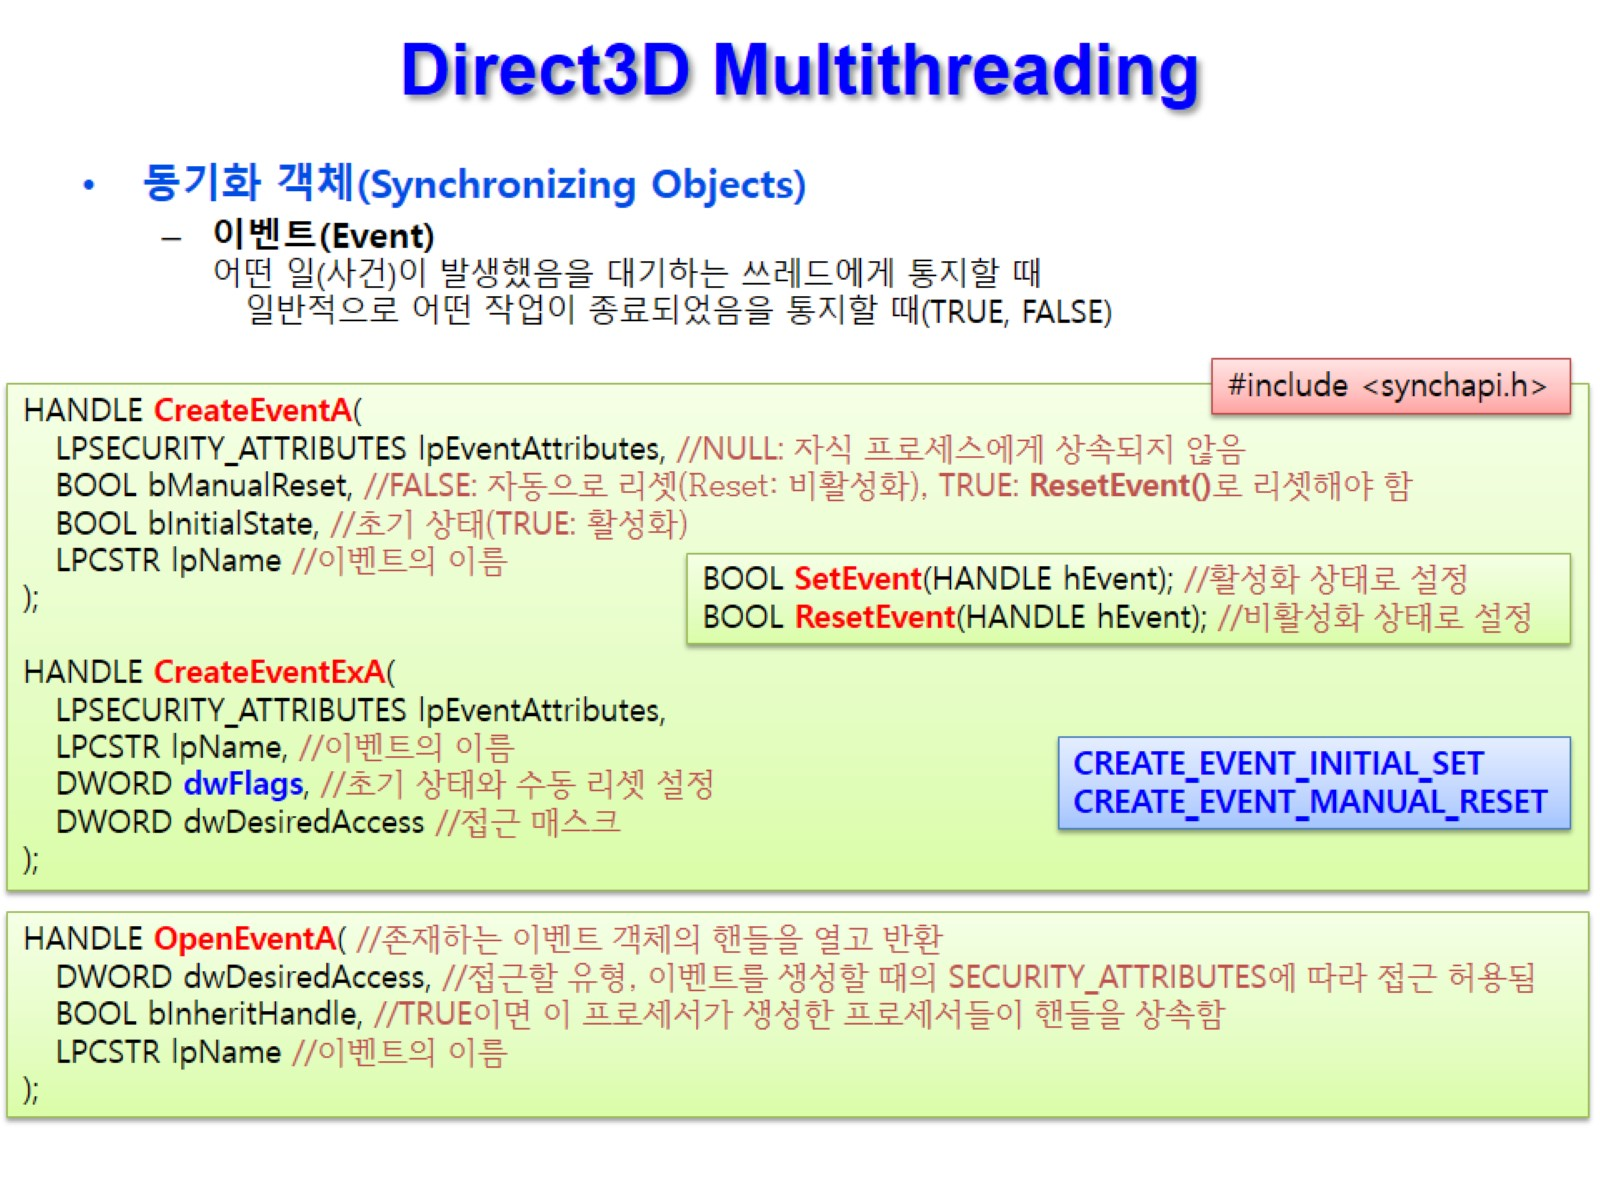 Direct3D Multithreading
• 동기화 객체(Synchronizing Objects)
– 이벤트(Event)
어떤 일(사건)이 발생했음을 대기하는 쓰레드에게 통지할 때
일반적으로 어떤 작업이 종료되었음을 통지할 때(TRUE, FALSE)
#include <synchapi.h>
HANDLE CreateEventA(
LPSECURITY_ATTRIBUTES lpEventAttributes, //NULL: 자식 프로세스에게 상속되지 않음
BOOL bManualReset, //FALSE: 자동으로 리셋(Reset: 비활성화), TRUE: ResetEvent()로 리셋해야 함
BOOL bInitialState, //초기 상태(TRUE: 활성화)
LPCSTR lpName //이벤트의 이름
);
BOOL SetEvent(HANDLE hEvent); //활성화 상태로 설정
BOOL ResetEvent(HANDLE hEvent); //비활성화 상태로 설정
HANDLE CreateEventExA(
LPSECURITY_ATTRIBUTES lpEventAttributes,
LPCSTR lpName, //이벤트의 이름
DWORD dwFlags, //초기 상태와 수동 리셋 설정
DWORD dwDesiredAccess //접근 매스크
);
CREATE_EVENT_INITIAL_SET
CREATE_EVENT_MANUAL_RESET
HANDLE OpenEventA( //존재하는 이벤트 객체의 핸들을 열고 반환
DWORD dwDesiredAccess, //접근할 유형, 이벤트를 생성할 때의 SECURITY_ATTRIBUTES에 따라 접근 허용됨
BOOL bInheritHandle, //TRUE이면 이 프로세서가 생성한 프로세서들이 핸들을 상속함
LPCSTR lpName //이벤트의 이름
);